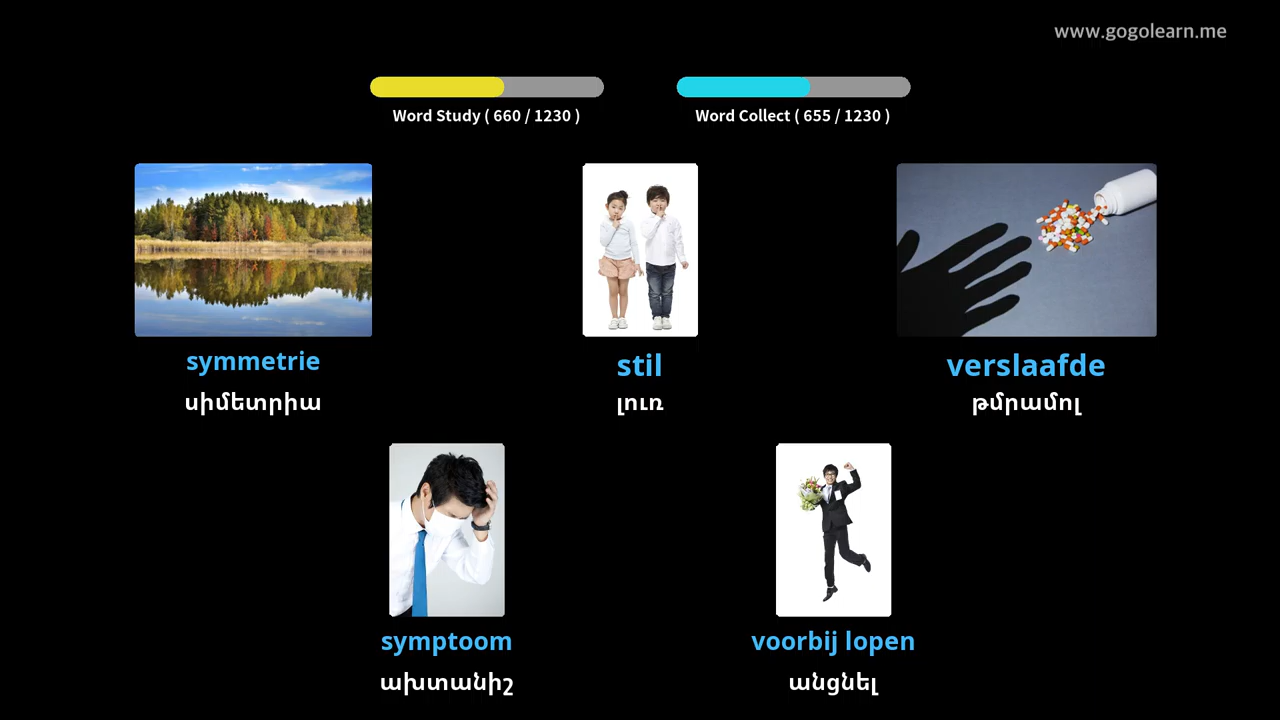 www.gogolearn.me
Word Study ( 660 / 1230 )
Word Collect ( 655 / 1230 )
symmetrie
սիմետրիա
stil
լուռ
verslaafde
թմրամոլ
symptoom
ախտանիշ
voorbij lopen
անցնել